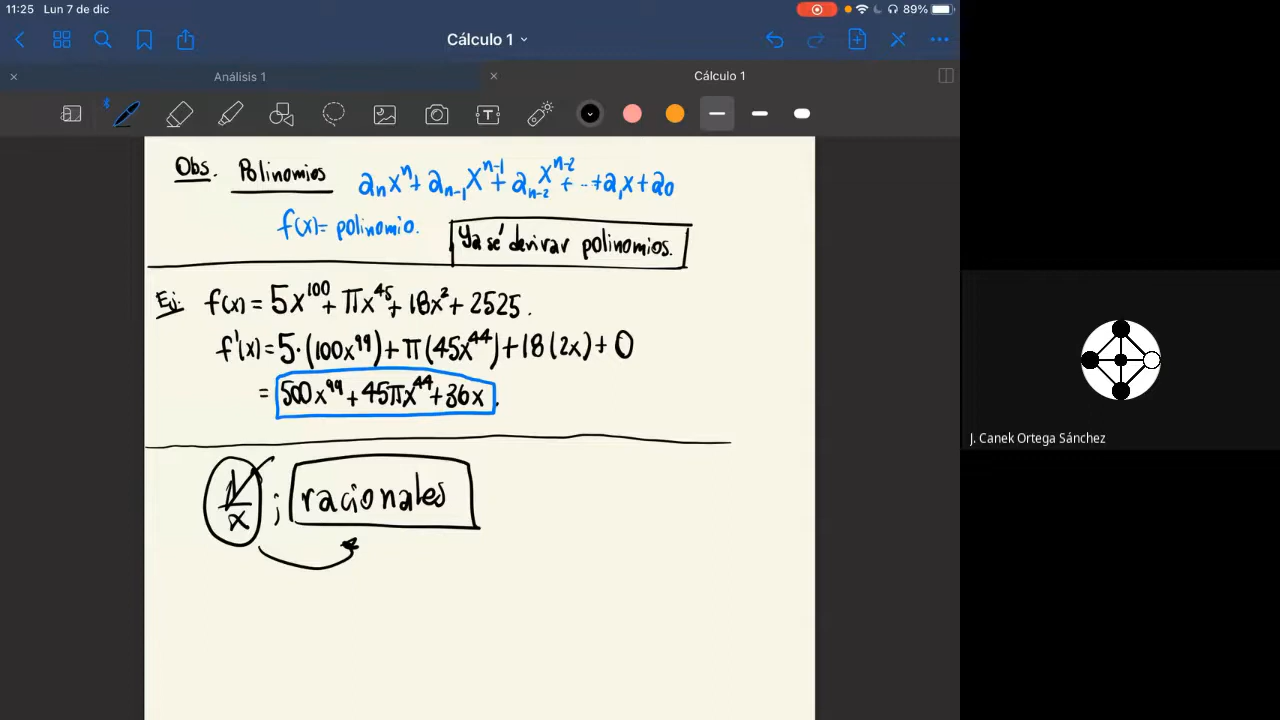 11:25 Lun 7 de dic 89%
Cálculo 1
Análisis 1 Cálculo 1
Obs. Polinomios aₙxⁿ + aₙ₋₁xⁿ⁻¹ + aₙ₋₂xⁿ⁻² + ... + a₁x + a₀
f(x) = polinomio. Ya sé derivar polinomios.
Ej: f(x) = 5x¹⁰⁰ + πx⁴⁵ + 18x² + 2525.
f'(x) = 5·(100x⁹⁹) + π(45x⁴⁴) + 18(2x) + 0
= 500x⁹⁹ + 45πx⁴⁴ + 36x.
1/x ; racionales
J. Canek Ortega Sánchez